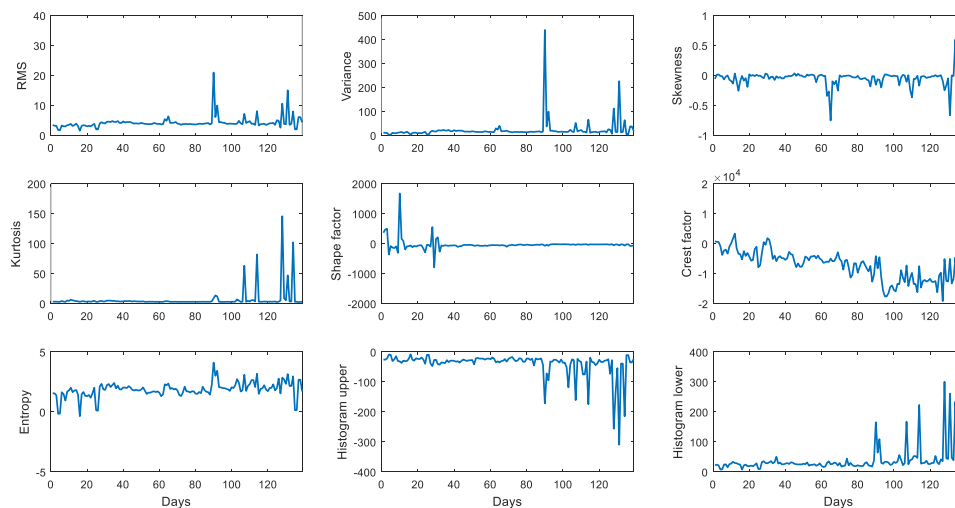 RMS
40
30
20
10
0
0 20 40 60 80 100 120
Variance
500
400
300
200
100
0
0 20 40 60 80 100 120
Skewness
1
0.5
0
-0.5
-1
0 20 40 60 80 100 120
Kurtosis
200
150
100
50
0
0 20 40 60 80 100 120
Shape factor
2000
1000
0
-1000
-2000
0 20 40 60 80 100 120
Crest factor
×10^4
2
1
0
-1
-2
0 20 40 60 80 100 120
Entropy
5
0
-5
0 20 40 60 80 100 120
Days
Histogram upper
0
-100
-200
-300
-400
0 20 40 60 80 100 120
Days
Histogram lower
400
300
200
100
0
0 20 40 60 80 100 120
Days